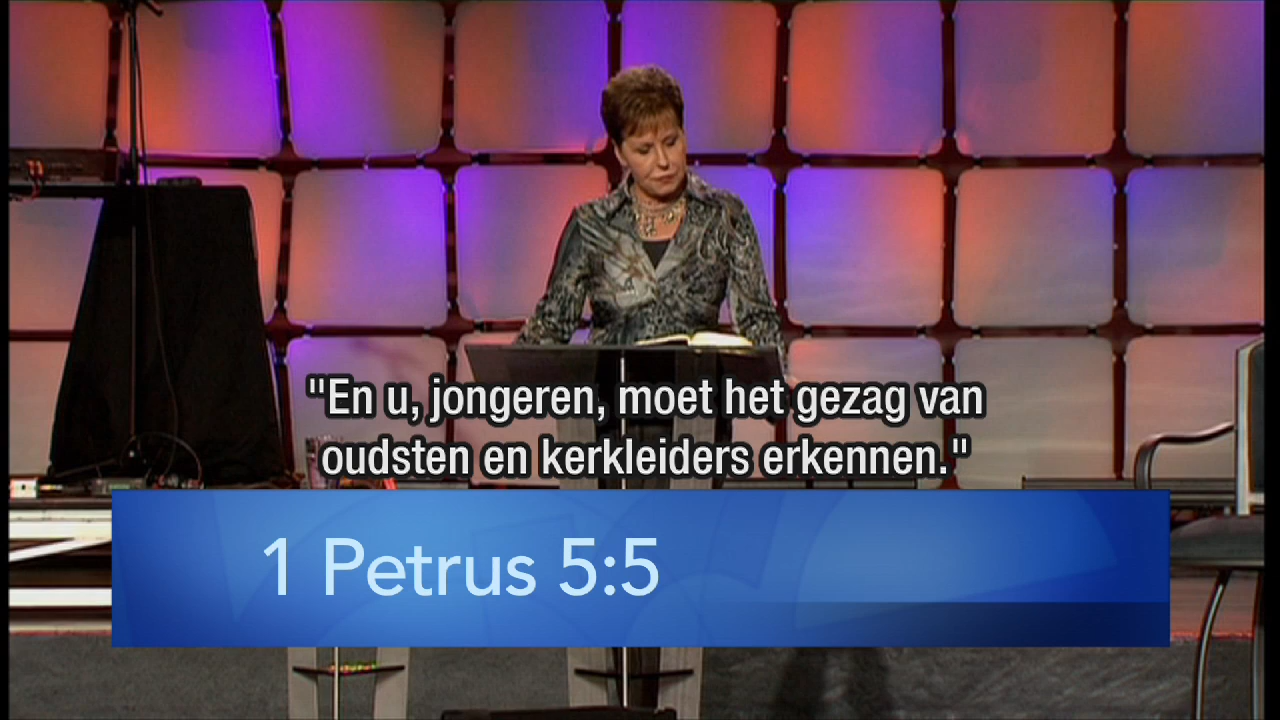 "En u, jongeren, moet het gezag van
oudsten en kerkleiders erkennen."
1 Petrus 5:5